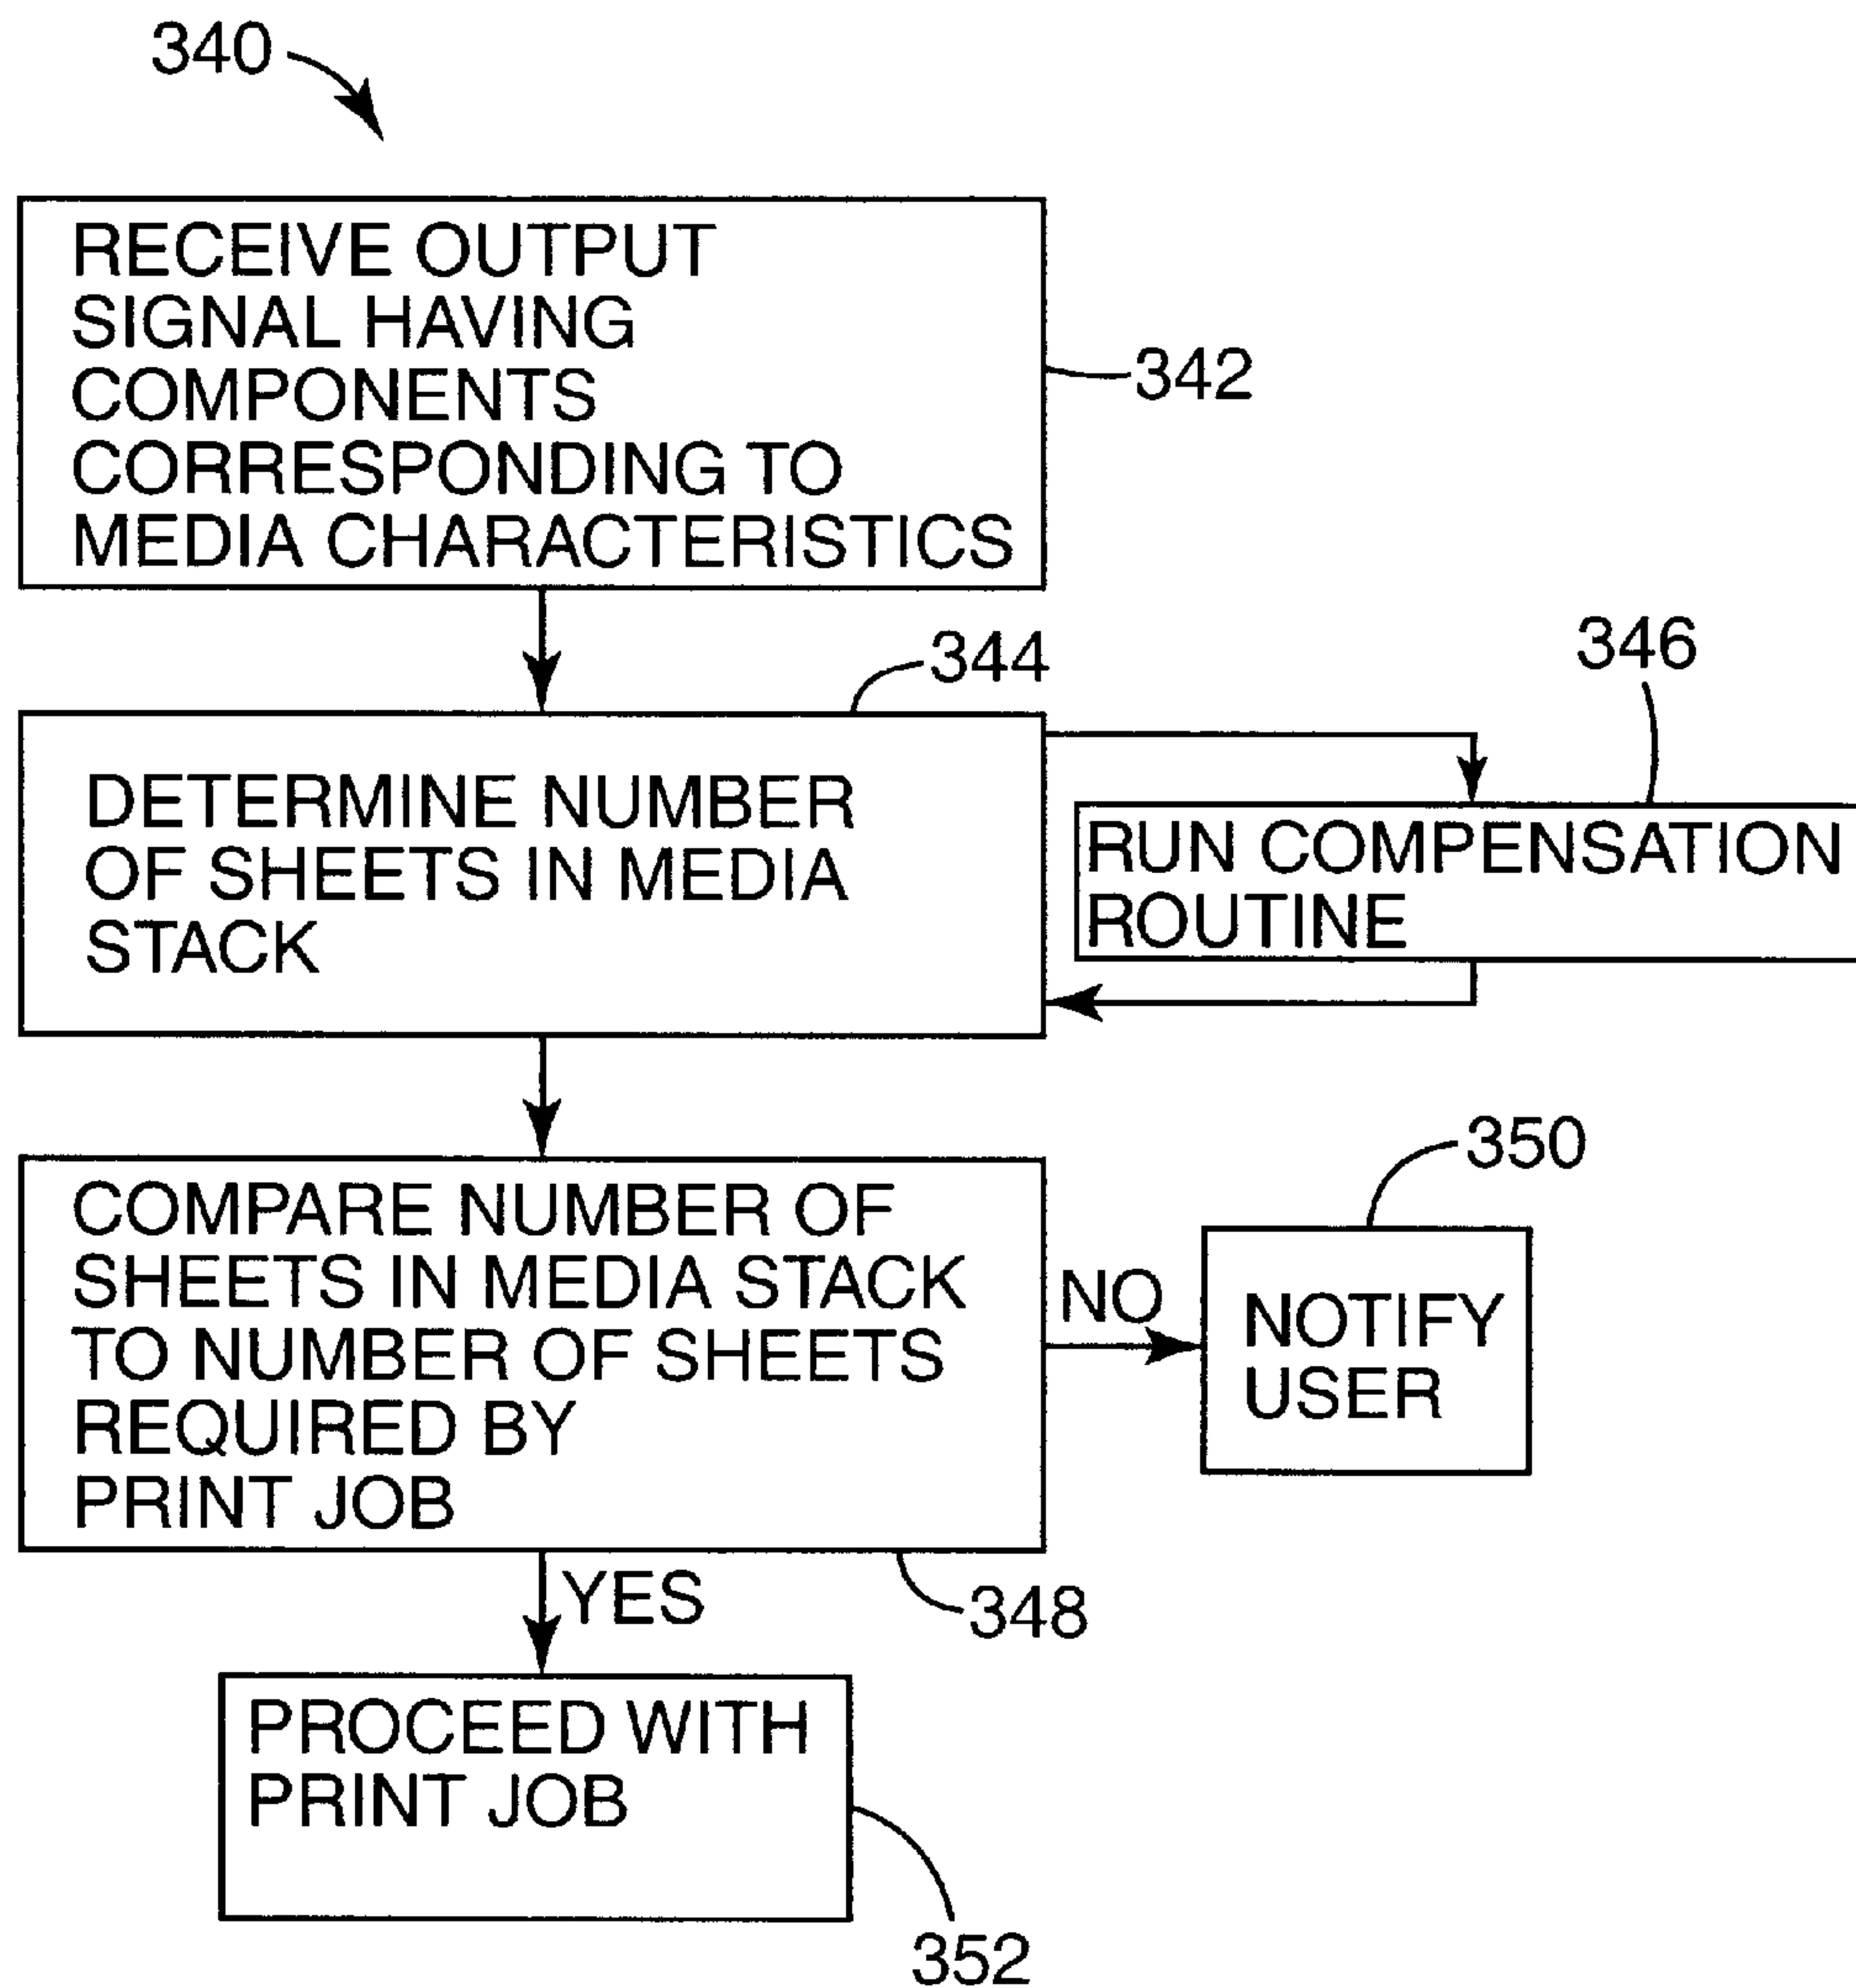 340
RECEIVE OUTPUT
SIGNAL HAVING
COMPONENTS
CORRESPONDING TO
MEDIA CHARACTERISTICS
342
344
DETERMINE NUMBER
OF SHEETS IN MEDIA
STACK
346
RUN COMPENSATION
ROUTINE
COMPARE NUMBER OF
SHEETS IN MEDIA STACK
TO NUMBER OF SHEETS
REQUIRED BY
PRINT JOB
348
NO
350
NOTIFY
USER
YES
PROCEED WITH
PRINT JOB
352